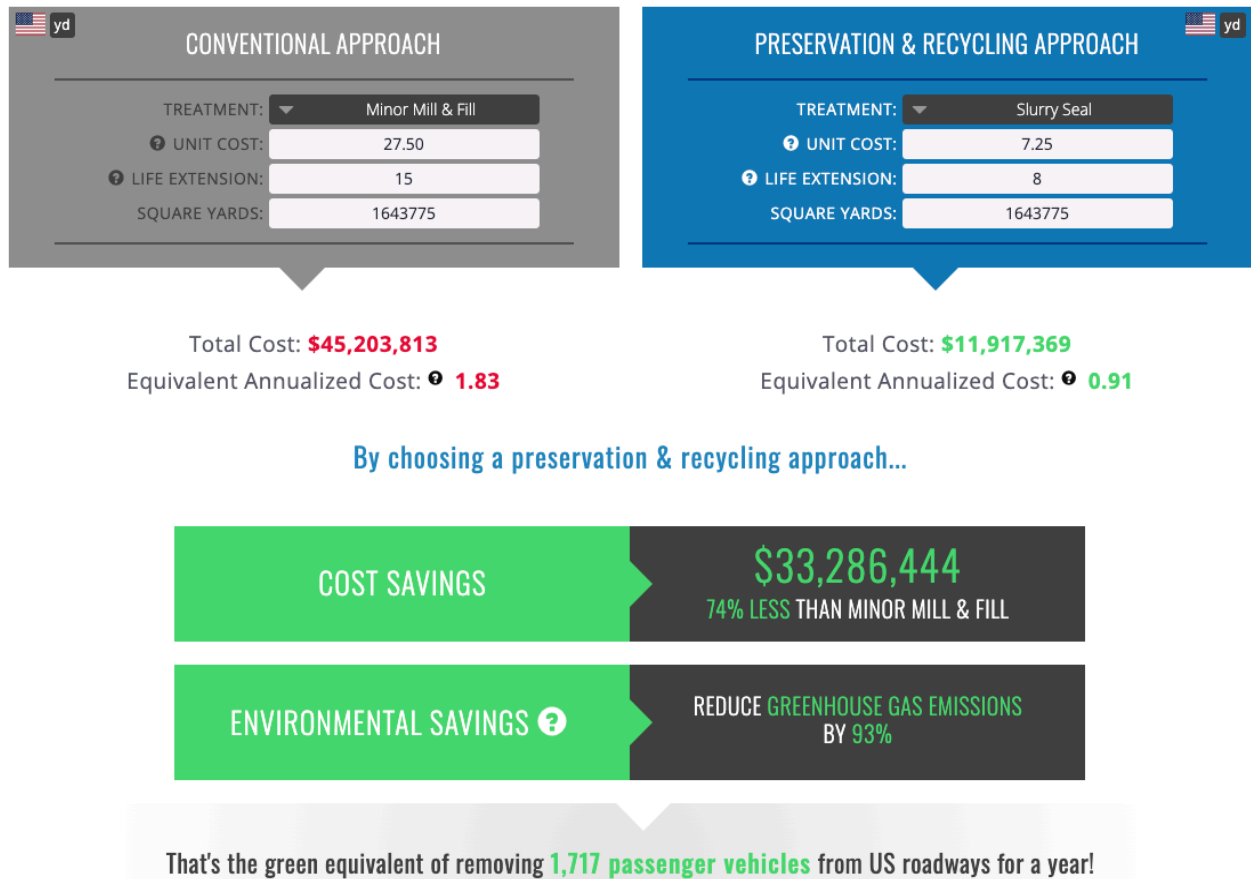 yd
CONVENTIONAL APPROACH
TREATMENT: Minor Mill & Fill
? UNIT COST: 27.50
? LIFE EXTENSION: 15
SQUARE YARDS: 1643775
Total Cost: $45,203,813
Equivalent Annualized Cost: ? 1.83
yd
PRESERVATION & RECYCLING APPROACH
TREATMENT: Slurry Seal
? UNIT COST: 7.25
? LIFE EXTENSION: 8
SQUARE YARDS: 1643775
Total Cost: $11,917,369
Equivalent Annualized Cost: ? 0.91
By choosing a preservation & recycling approach...
COST SAVINGS
$33,286,444
74% LESS THAN MINOR MILL & FILL
ENVIRONMENTAL SAVINGS ?
REDUCE GREENHOUSE GAS EMISSIONS
BY 93%
That's the green equivalent of removing 1,717 passenger vehicles from US roadways for a year!